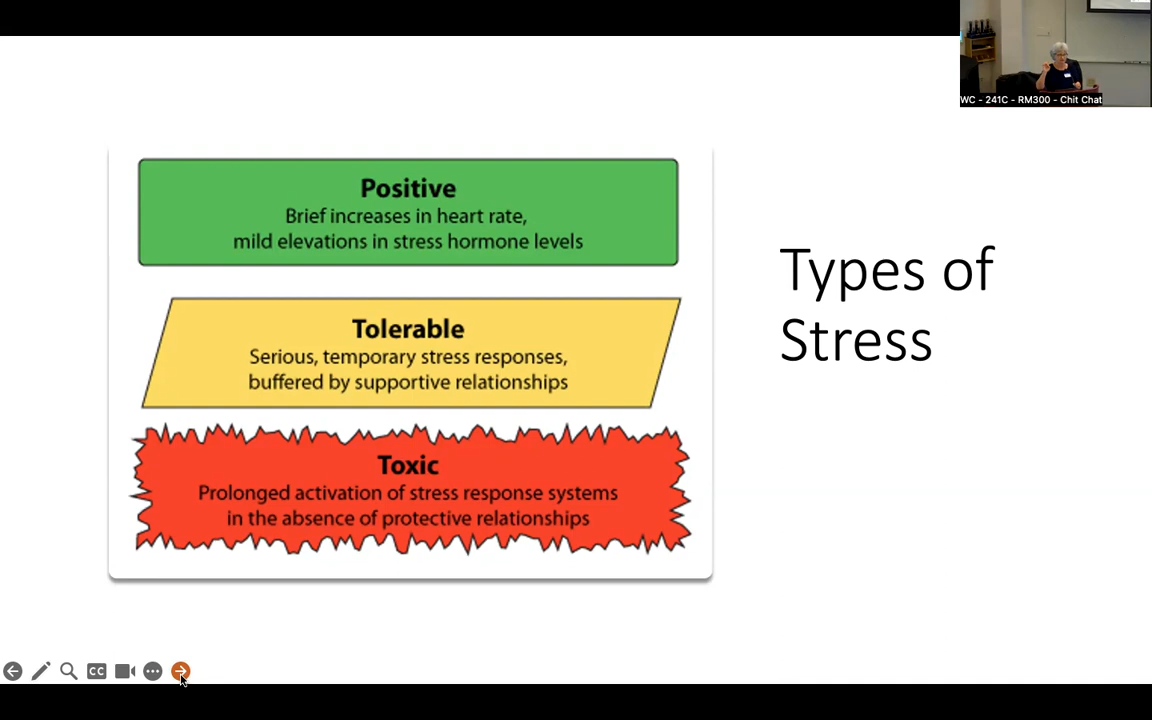 WC - 241C - RM300 - Chit Chat
Positive
Brief increases in heart rate,
mild elevations in stress hormone levels
Tolerable
Serious, temporary stress responses,
buffered by supportive relationships
Toxic
Prolonged activation of stress response systems
in the absence of protective relationships
Types of
Stress
CC